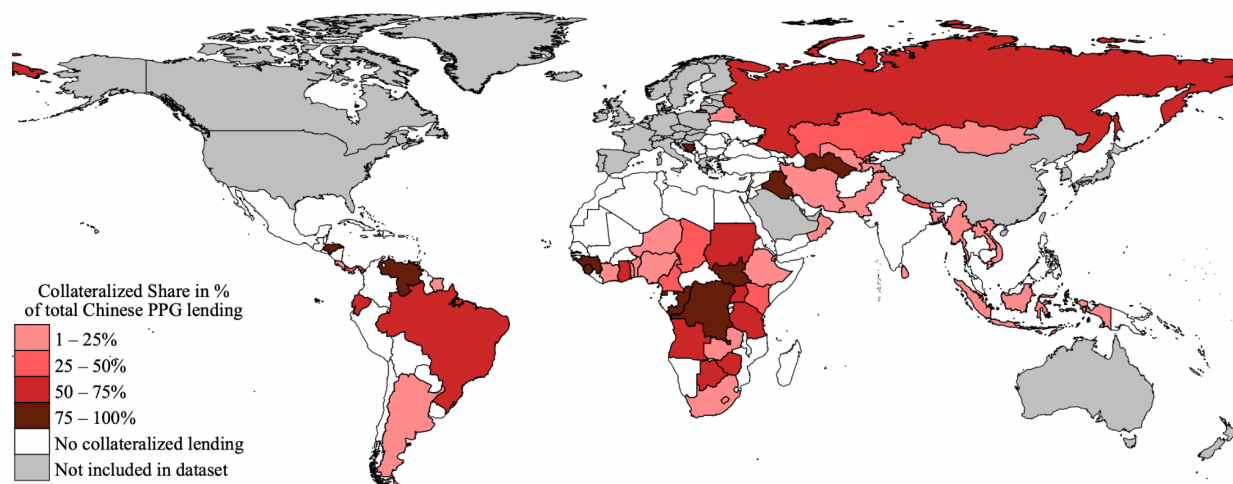 Collateralized Share in %
of total Chinese PPG lending
1 – 25%
25 – 50%
50 – 75%
75 – 100%
No collateralized lending
Not included in dataset